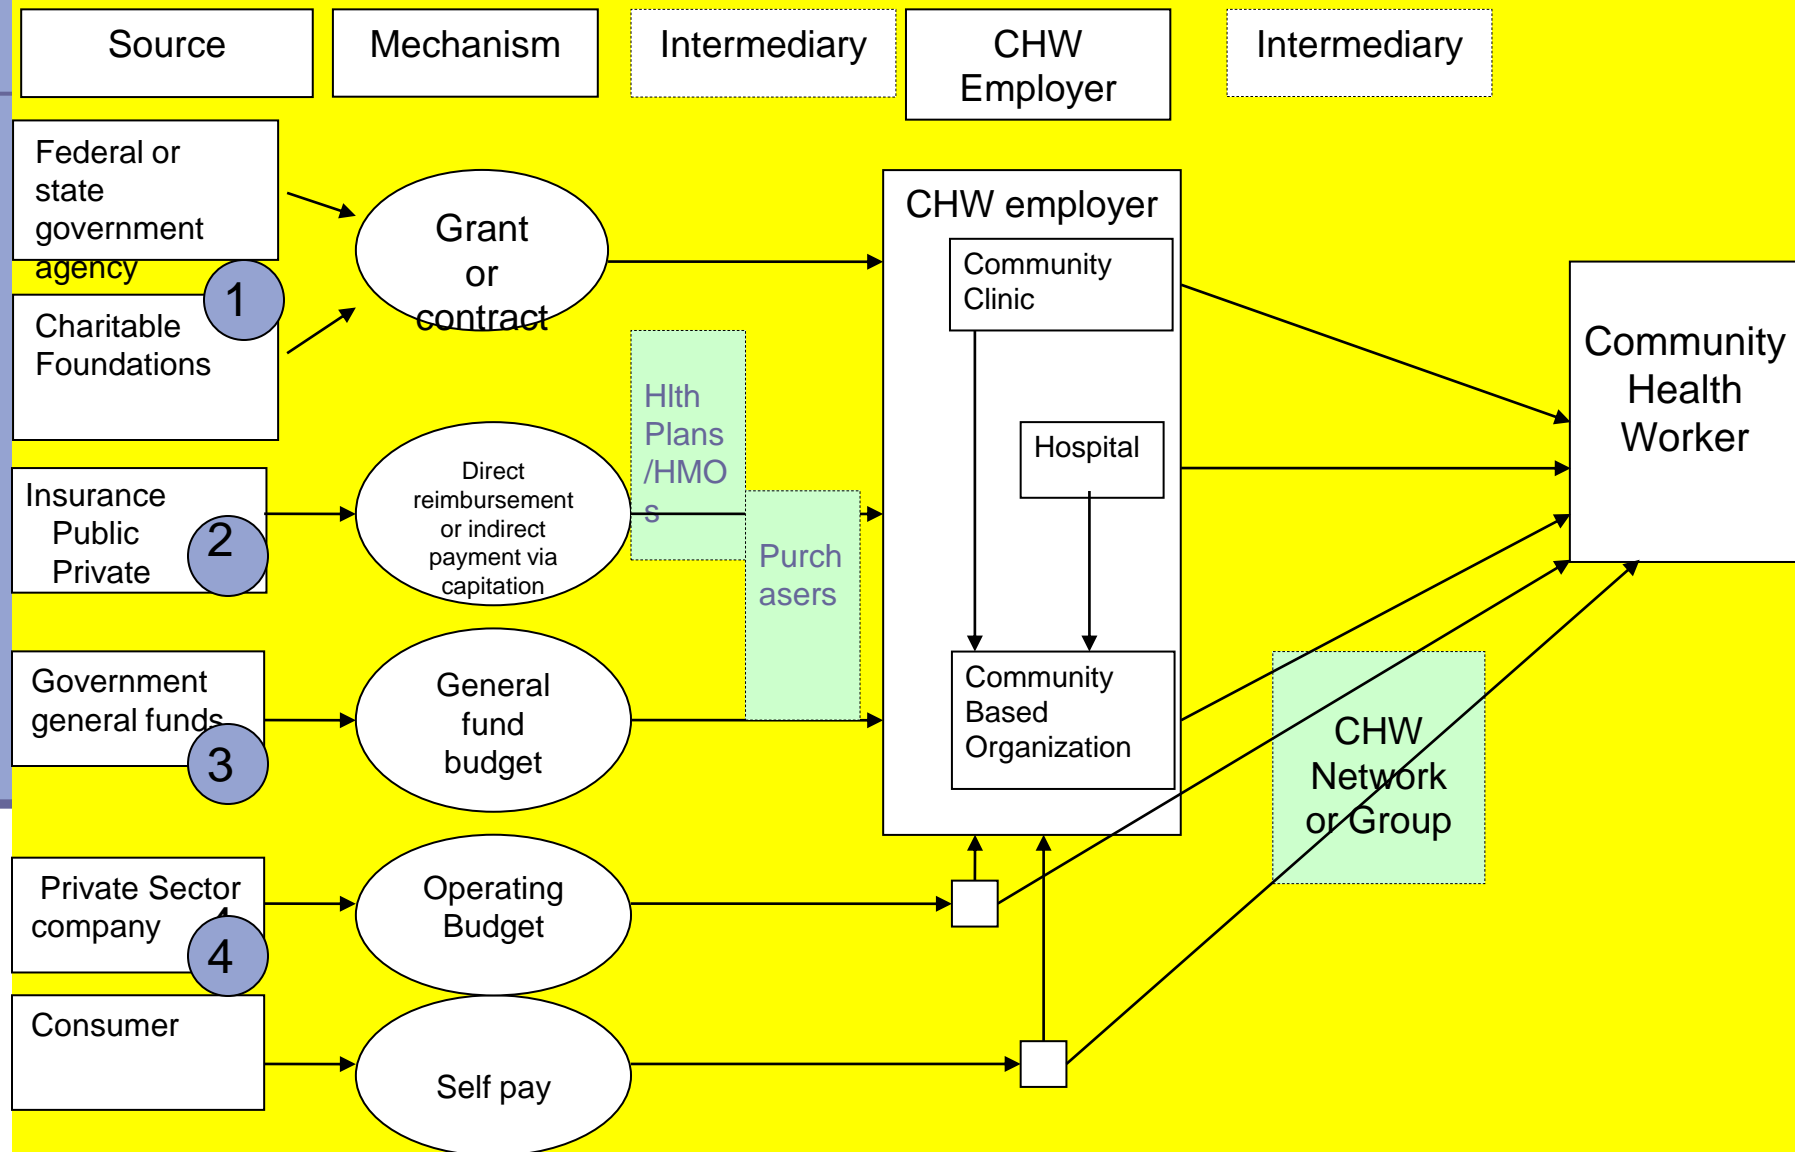 Source
Mechanism
Intermediary
CHW
Employer
Intermediary
Federal or
state
government
agency
1
Charitable
Foundations
Grant
or
contract
Insurance
Public
Private
2
Direct
reimbursement
or indirect
payment via
capitation
Hlth
Plans
/HMO
s
Purch
asers
Government
general funds
3
General
fund
budget
Private Sector
company
4
Operating
Budget
Consumer
Self pay
CHW employer
Community
Clinic
Hospital
Community
Based
Organization
CHW
Network
or Group
Community
Health
Worker